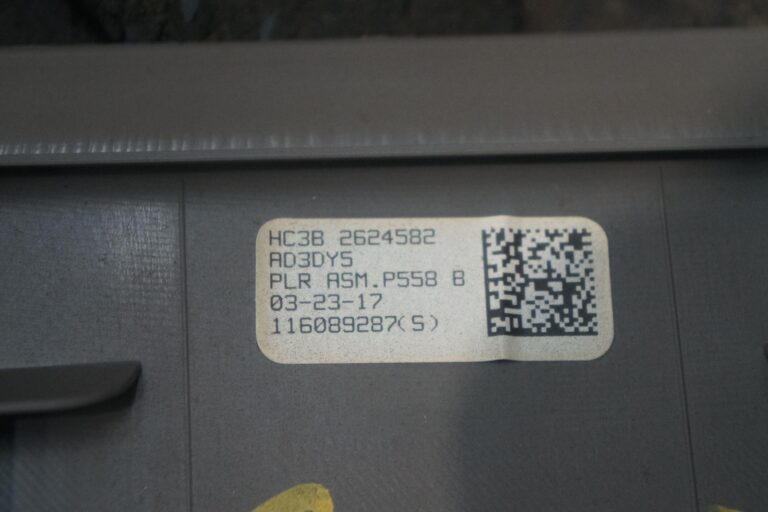 HC3B 2624582
AD3DY5
PLR ASM.P558 B
03-23-17
116089287(S)